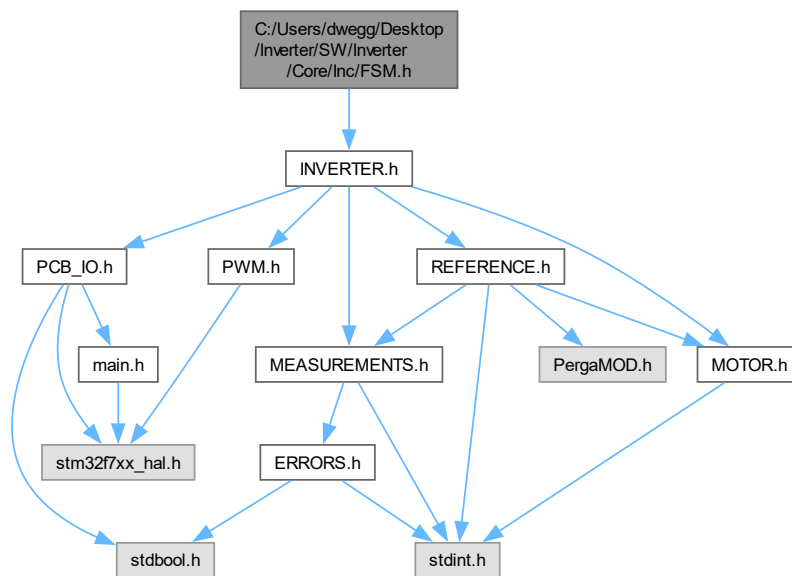 C:/Users/dwegg/Desktop
/Inverter/SW/Inverter
/Core/Inc/FSM.h
INVERTER.h
PCB_IO.h
PWM.h
REFERENCE.h
main.h
MEASUREMENTS.h
PergaMOD.h
MOTOR.h
stm32f7xx_hal.h
ERRORS.h
stdbool.h
stdint.h